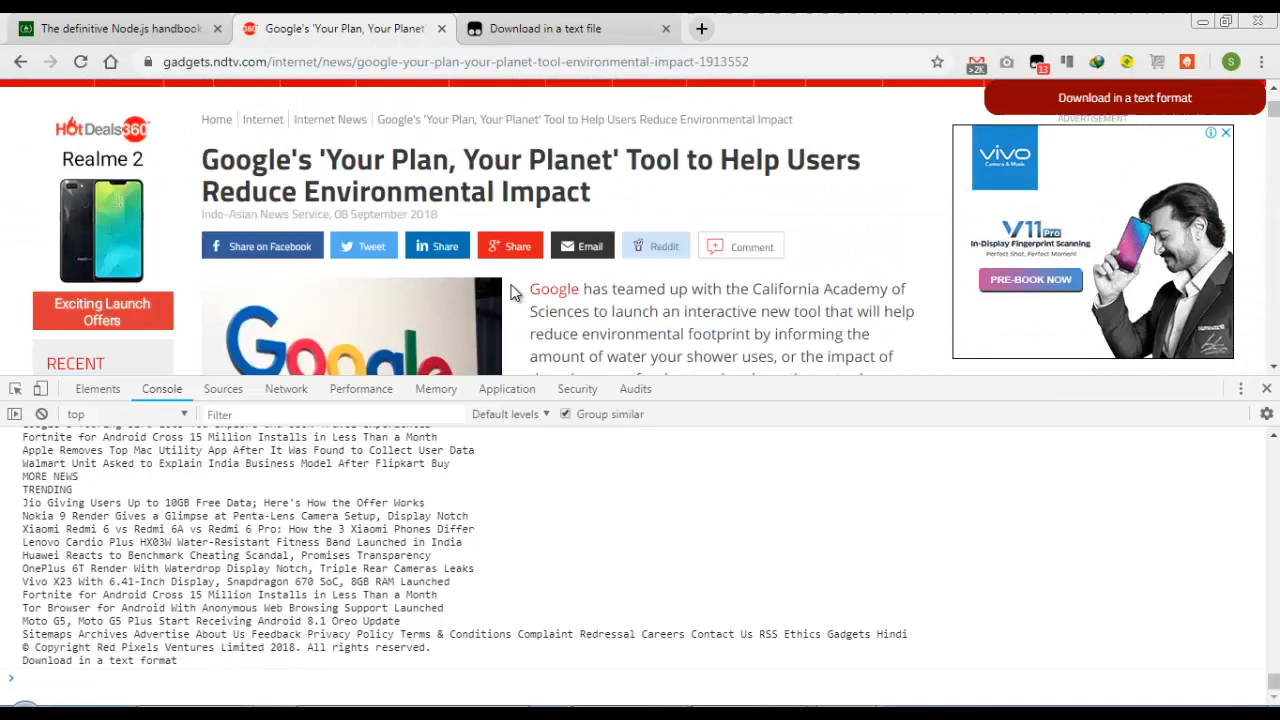 The definitive Node.js handbook
Google's 'Your Plan, Your Planet'
Download in a text file
gadgets.ndtv.com/internet/news/google-your-plan-your-planet-tool-environmental-impact-1913552
>2K
13
S
Download in a text format
ADVERTISEMENT
Home Internet Internet News Google's 'Your Plan, Your Planet' Tool to Help Users Reduce Environmental Impact
HotDeals360
Realme 2
Exciting Launch
Offers
RECENT
Google's 'Your Plan, Your Planet' Tool to Help Users
Reduce Environmental Impact
Indo-Asian News Service, 08 September 2018
Share on Facebook Tweet Share Share Email Reddit Comment
Google
Google has teamed up with the California Academy of
Sciences to launch an interactive new tool that will help
reduce environmental footprint by informing the
amount of water your shower uses, or the impact of
vivo
Camera & Music
V11 Pro
In-Display Fingerprint Scanning
Perfect Shot, Perfect Moment
PRE-BOOK NOW
Elements Console Sources Network Performance Memory Application Security Audits
top Filter Default levels Group similar
Fortnite for Android Cross 15 Million Installs in Less Than a Month
Apple Removes Top Mac Utility App After It Was Found to Collect User Data
Walmart Unit Asked to Explain India Business Model After Flipkart Buy
MORE NEWS
TRENDING
Jio Giving Users Up to 10GB Free Data; Here's How the Offer Works
Nokia 9 Render Gives a Glimpse at Penta-Lens Camera Setup, Display Notch
Xiaomi Redmi 6 vs Redmi 6A vs Redmi 6 Pro: How the 3 Xiaomi Phones Differ
Lenovo Cardio Plus HX03W Water-Resistant Fitness Band Launched in India
Huawei Reacts to Benchmark Cheating Scandal, Promises Transparency
OnePlus 6T Render With Waterdrop Display Notch, Triple Rear Cameras Leaks
Vivo X23 With 6.41-Inch Display, Snapdragon 670 SoC, 8GB RAM Launched
Fortnite for Android Cross 15 Million Installs in Less Than a Month
Tor Browser for Android With Anonymous Web Browsing Support Launched
Moto G5, Moto G5 Plus Start Receiving Android 8.1 Oreo Update
Sitemaps Archives Advertise About Us Feedback Privacy Policy Terms & Conditions Complaint Redressal Careers Contact Us RSS Ethics Gadgets Hindi
© Copyright Red Pixels Ventures Limited 2018. All rights reserved.
Download in a text format